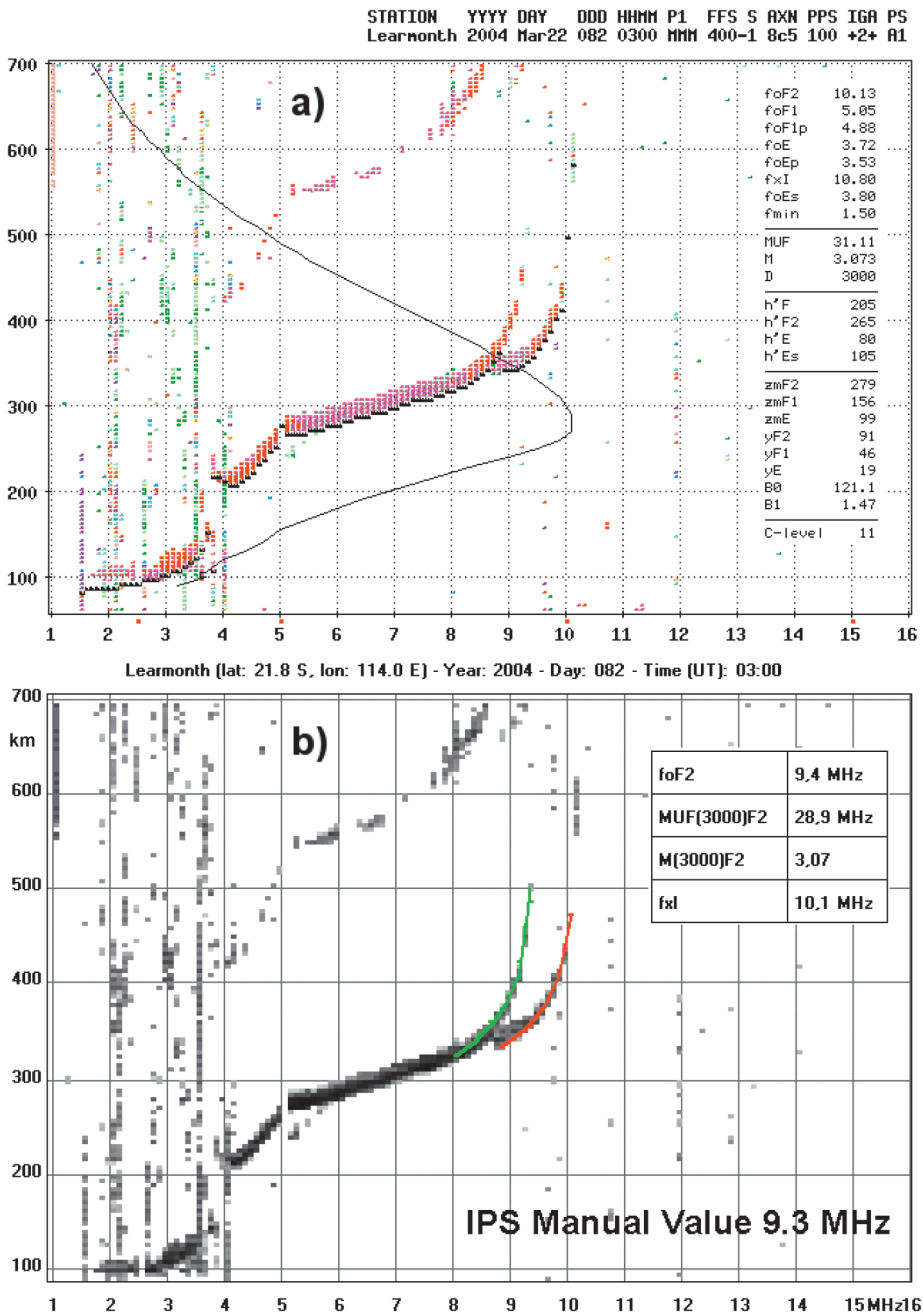 STATION YYYY DAY DDD HHMM P1 FFS S AXN PPS IGA PS
Learmonth 2004 Mar22 082 0300 MMM 400-1 8c5 100 +2+ A1
a)
700
600
500
400
300
200
100
foF2 10.13
foF1 5.05
foF1p 4.88
foE 3.72
foEp 3.53
fxI 10.80
foEs 3.80
fmin 1.50
MUF 31.11
M 3.073
D 3000
h'F 205
h'F2 265
h'E 80
h'Es 105
zmF2 279
zmF1 156
zmE 99
yF2 91
yF1 46
yE 19
B0 121.1
B1 1.47
C-level 11
1 2 3 4 5 6 7 8 9 10 11 12 13 14 15 16
Learmonth (lat: 21.8 S, lon: 114.0 E) - Year: 2004 - Day: 082 - Time (UT): 03:00
b)
700
km
600
500
400
300
200
100
foF2 9,4 MHz
MUF(3000)F2 28,9 MHz
M(3000)F2 3,07
fxI 10,1 MHz
IPS Manual Value 9.3 MHz
1 2 3 4 5 6 7 8 9 10 11 12 13 14 15 MHz 16